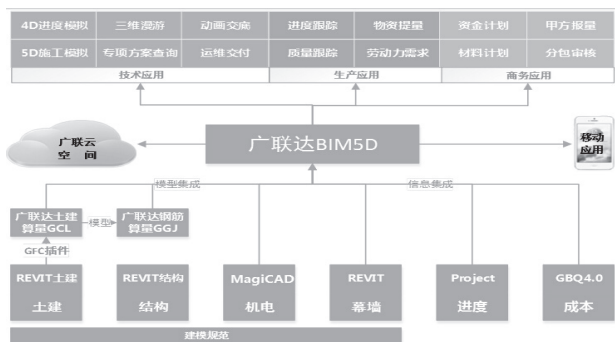 4D进度模拟 三维漫游 动画交底 进度跟踪 物资提量 资金计划 甲方报量
5D施工模拟 专项方案查询 运维交付 质量跟踪 劳动力需求 材料计划 分包审核
技术应用 生产应用 商务应用
广联云
空 间
广联达BIM5D
移动
应用
模型集成 信息集成
广联达土建
算量GCL
模型
广联达钢筋
算量GGJ
GFC插件
REVIT土建 REVIT结构 MagiCAD REVIT Project GBQ4.0
土建 结构 机电 幕墙 进度 成本
建模规范